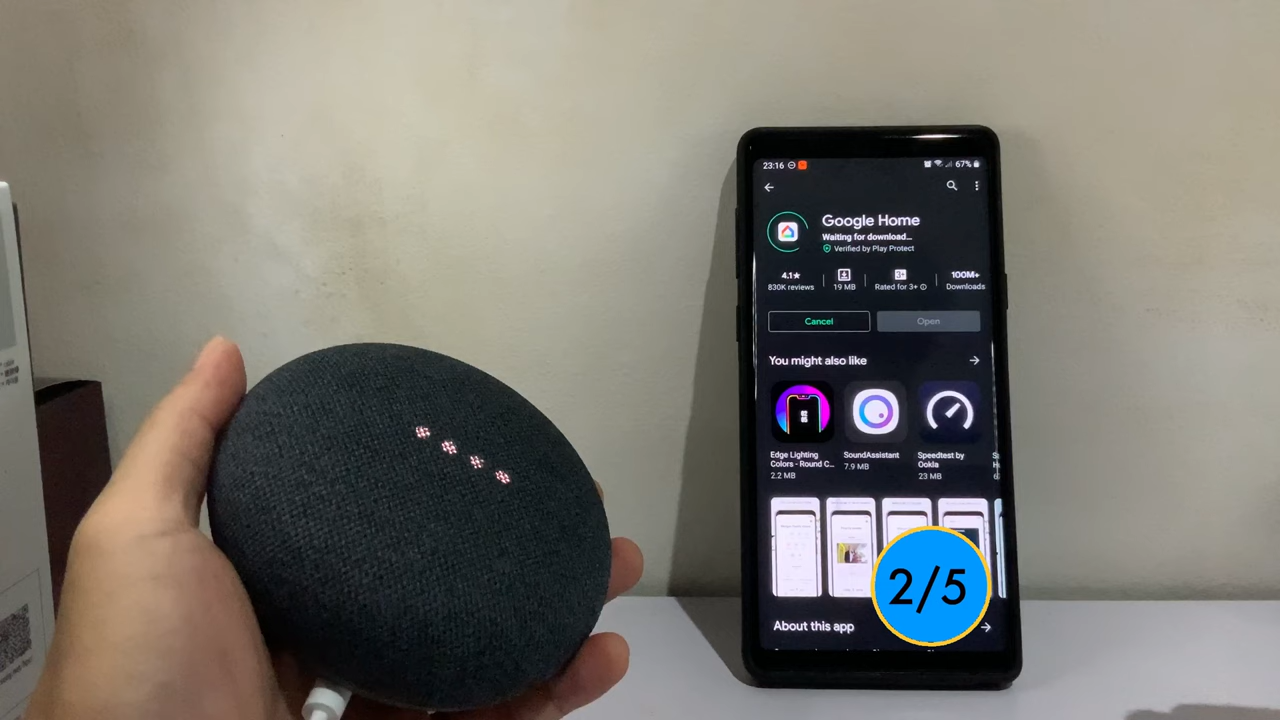 23:16
67%
Google Home
Waiting for download...
Verified by Play Protect
4.1★
830K reviews
19 MB
3+
Rated for 3+
100M+
Downloads
Cancel
Open
You might also like
Edge Lighting
Colors - Round C...
2.2 MB
SoundAssistant
7.9 MB
Speedtest by
Ookla
23 MB
2/5
About this app